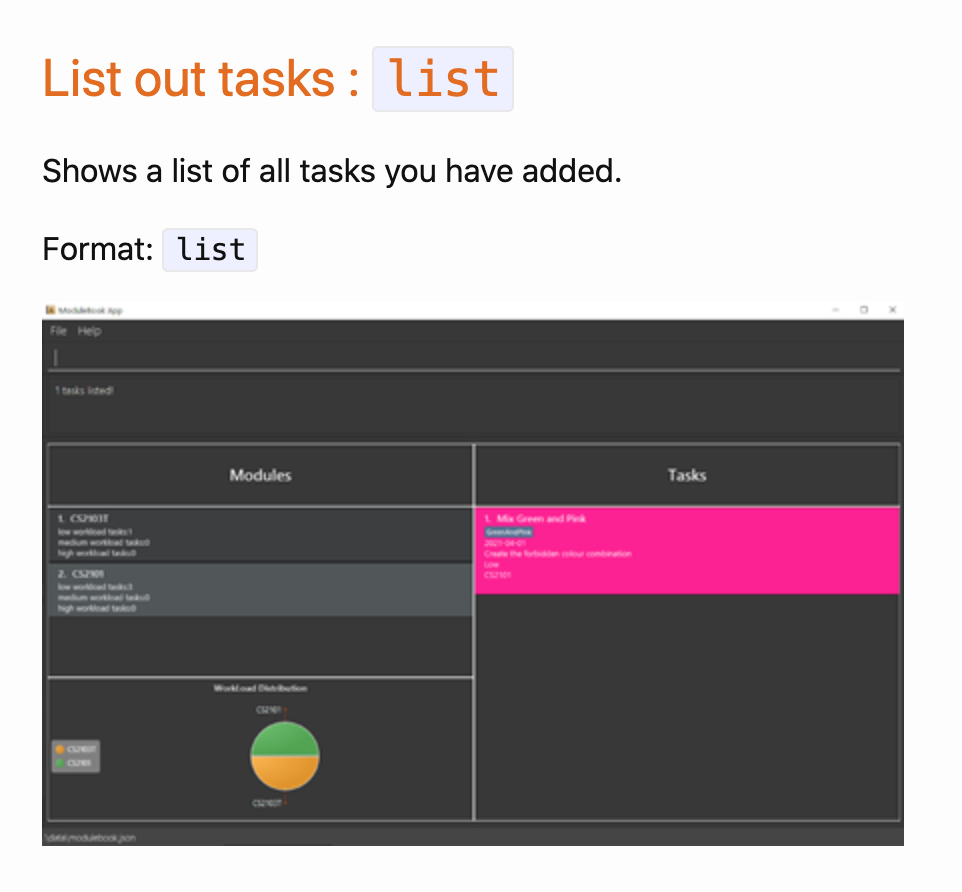 List out tasks : list
Shows a list of all tasks you have added.
Format: list
ModuleBook App
File Help
1 tasks listed!
Modules
Tasks
1. CS2103T
low workload tasks:1
medium workload tasks:0
high workload tasks:0
2. CS2101
low workload tasks:
medium workload tasks:0
high workload tasks:0
1. Mix Green and Pink
GreenAndPink
2021-04-01
Create the forbidden colour combination
Low
CS2101
WorkLoad Distribution
CS2101
CS2103T
CS2103T
CS2101
\data\modulebook.json